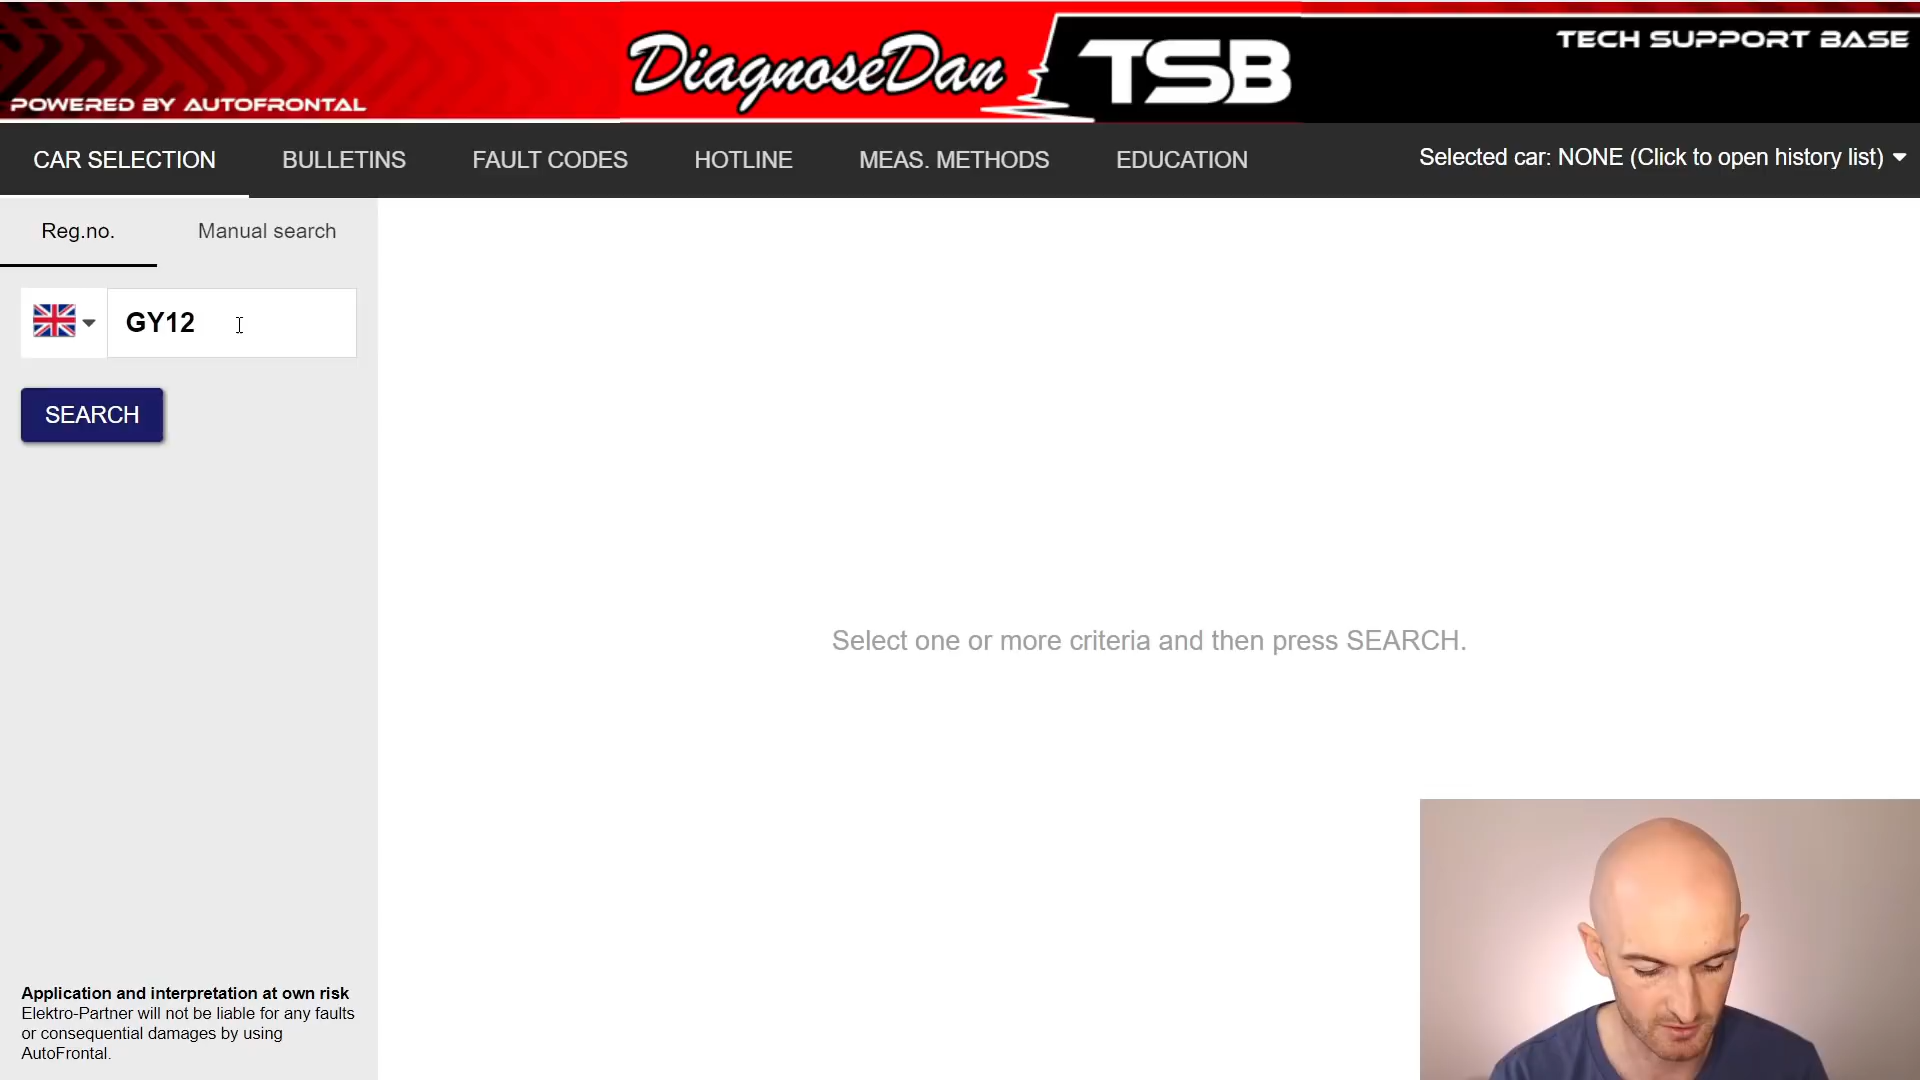 POWERED BY AUTOFRONTAL
DiagnoseDan TSB
TECH SUPPORT BASE
CAR SELECTION BULLETINS FAULT CODES HOTLINE MEAS. METHODS EDUCATION Selected car: NONE (Click to open history list)
Reg.no. Manual search
GY12
SEARCH
Select one or more criteria and then press SEARCH.
Application and interpretation at own risk
Elektro-Partner will not be liable for any faults
or consequential damages by using
AutoFrontal.